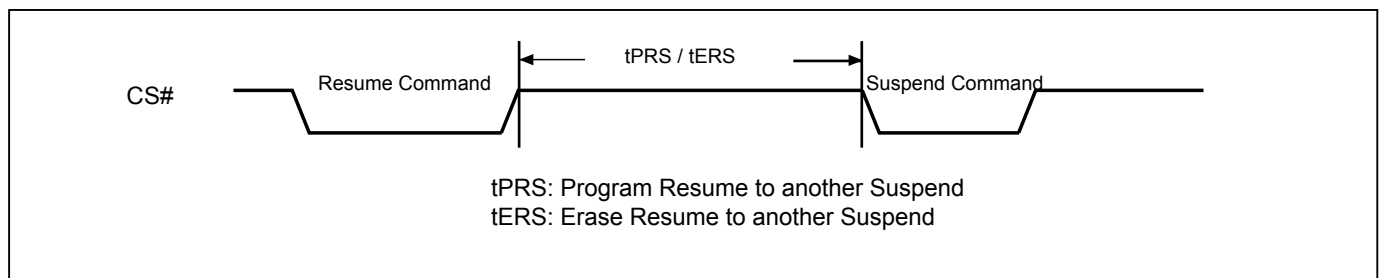 tPRS / tERS
CS#
Resume Command
Suspend Command
tPRS: Program Resume to another Suspend
tERS: Erase Resume to another Suspend